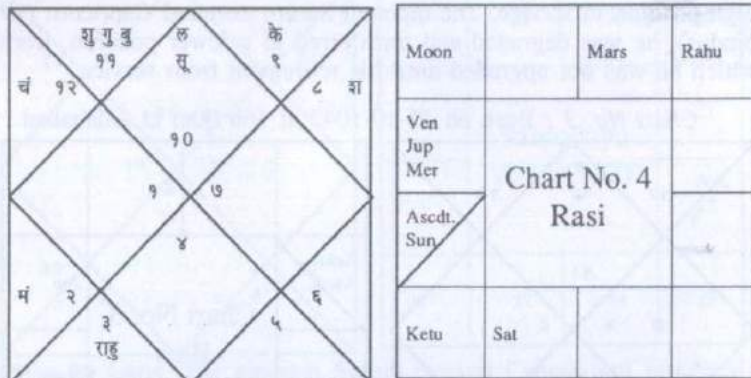 शु गु बु ल के
११ सू ९
चं १२ ८ श
१०
१ ७
४
मं २ ६
३ ५
राहु
Moon Mars Rahu
Ven
Jup
Mer
Chart No. 4
Rasi
Ascdt.
Sun
Ketu Sat